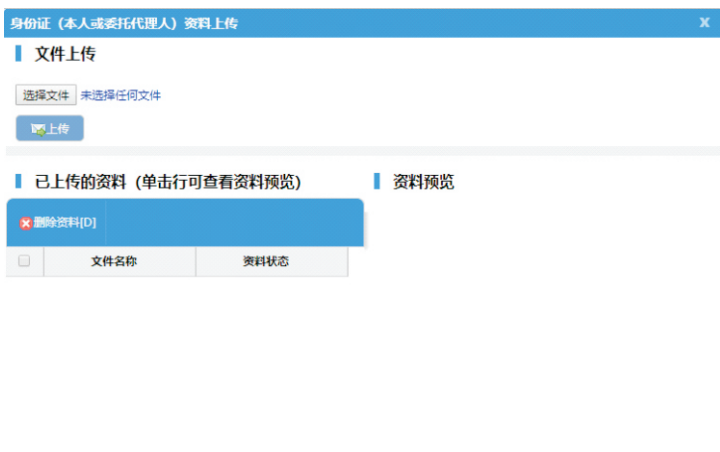 身份证（本人或委托代理人）资料上传 X
文件上传
选择文件 未选择任何文件
上传
已上传的资料（单击行可查看资料预览） 资料预览
删除资料[D]
文件名称 资料状态